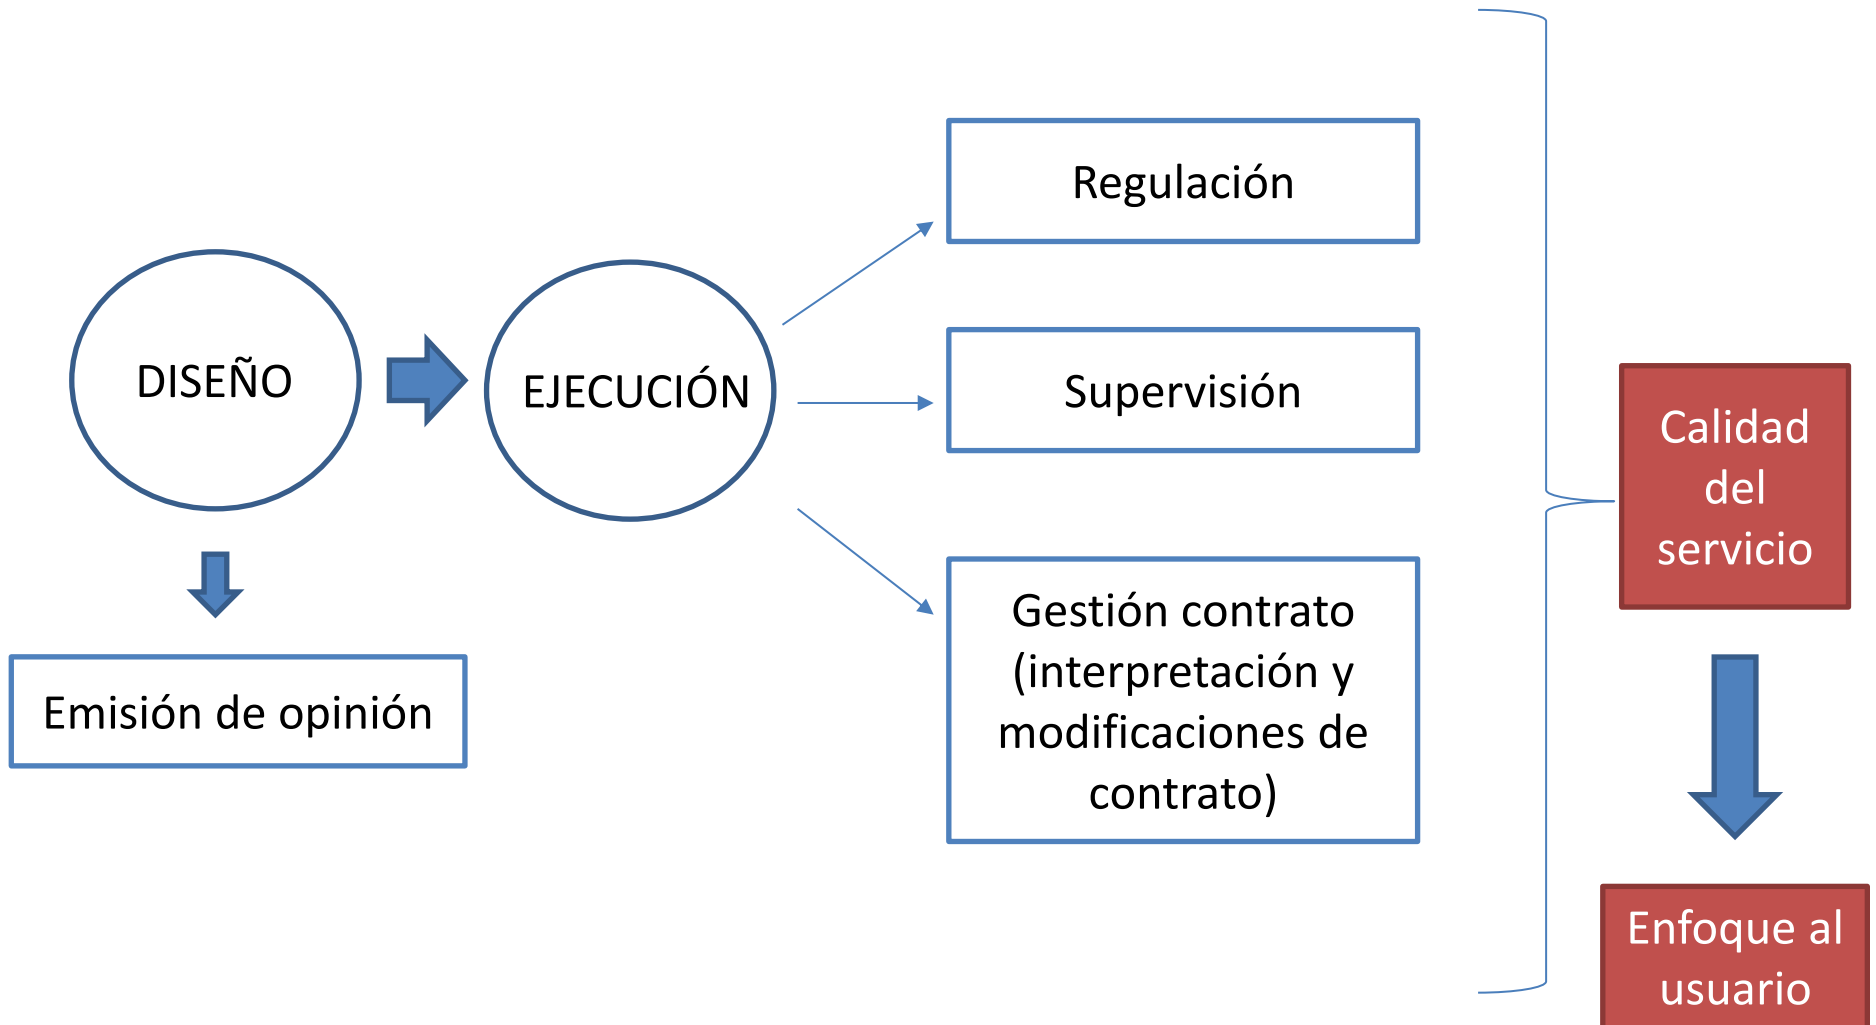 DISEÑO
Emisión de opinión
EJECUCIÓN
Regulación
Supervisión
Gestión contrato
(interpretación y
modificaciones de
contrato)
Calidad
del
servicio
Enfoque al
usuario